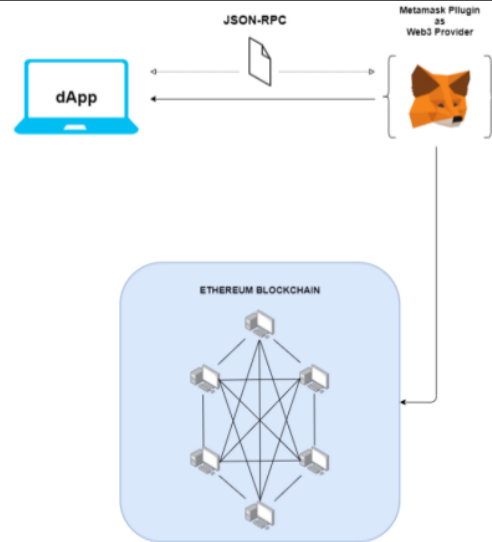 Metamask Pllugin
as
Web3 Provider
JSON-RPC
dApp
ETHEREUM BLOCKCHAIN